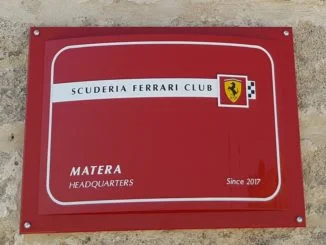 SCUDERIA FERRARI CLUB
MATERA
HEADQUARTERS
Since 2017